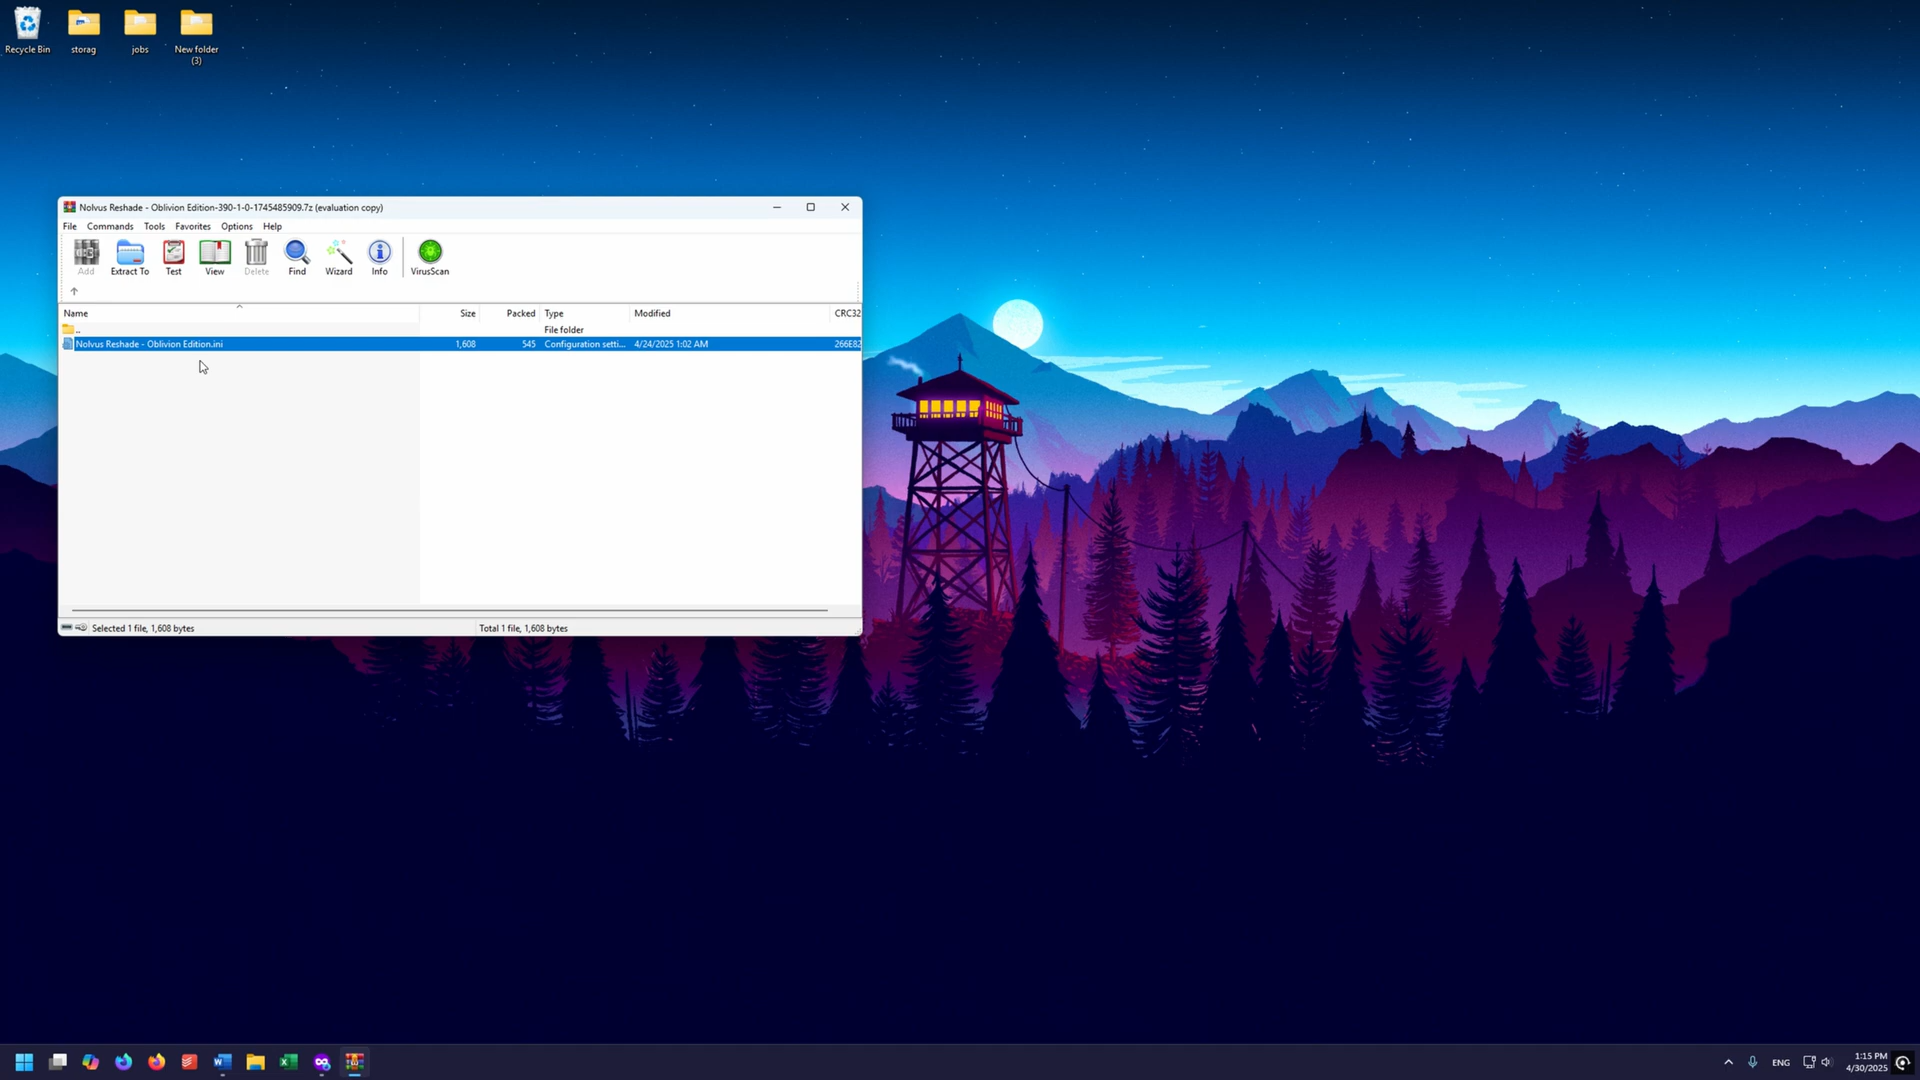 Recycle Bin
storag
jobs
New folder
(3)
Nolvus Reshade - Oblivion Edition-390-1-0-1745485909.7z (evaluation copy)
File Commands Tools Favorites Options Help
Add Extract To Test View Delete Find Wizard Info VirusScan
Name Size Packed Type Modified CRC32
.. File folder
Nolvus Reshade - Oblivion Edition.ini 1,608 545 Configuration setti... 4/24/2025 1:02 AM 266E82
Selected 1 file, 1,608 bytes Total 1 file, 1,608 bytes
ENG
1:15 PM
4/30/2025